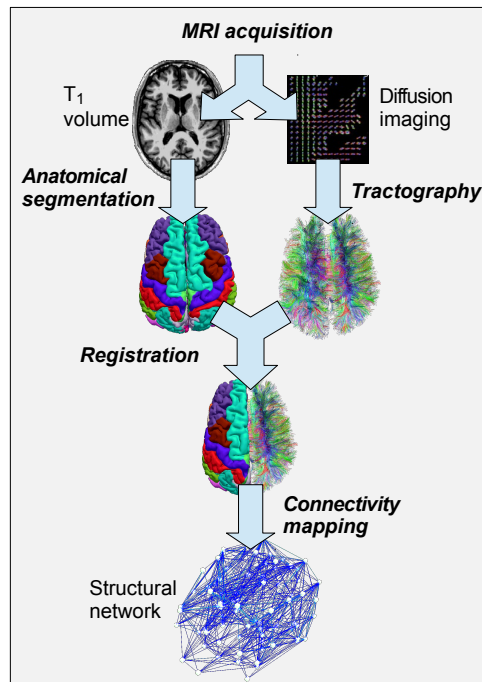 MRI acquisition
T1
volume
Diffusion
imaging
Anatomical
segmentation
Tractography
Registration
Connectivity
mapping
Structural
network